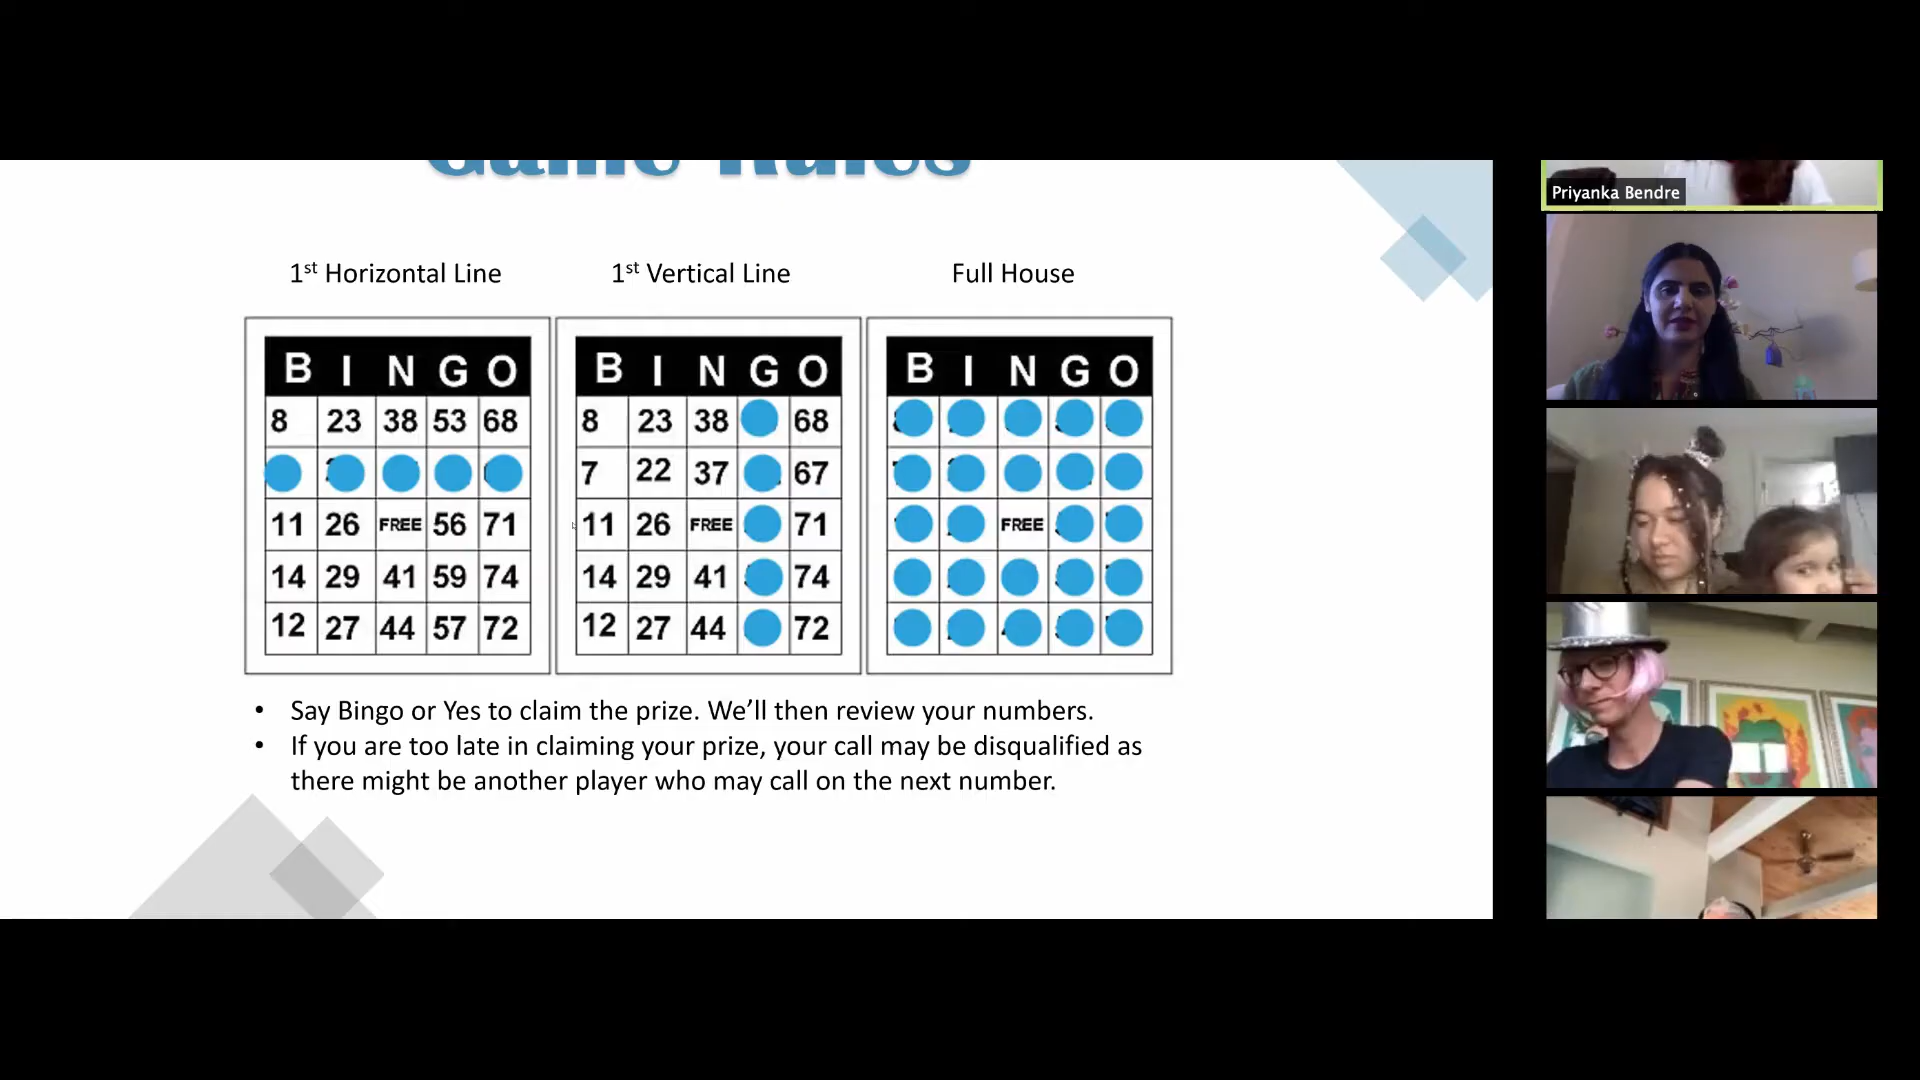 Game Rules
Priyanka Bendre
1st Horizontal Line
1st Vertical Line
Full House
B I N G O
8 23 38 53 68
11 26 FREE 56 71
14 29 41 59 74
12 27 44 57 72
B I N G O
8 23 38 68
7 22 37 67
11 26 FREE 71
14 29 41 74
12 27 44 72
B I N G O
FREE
• Say Bingo or Yes to claim the prize. We’ll then review your numbers.
• If you are too late in claiming your prize, your call may be disqualified as
there might be another player who may call on the next number.